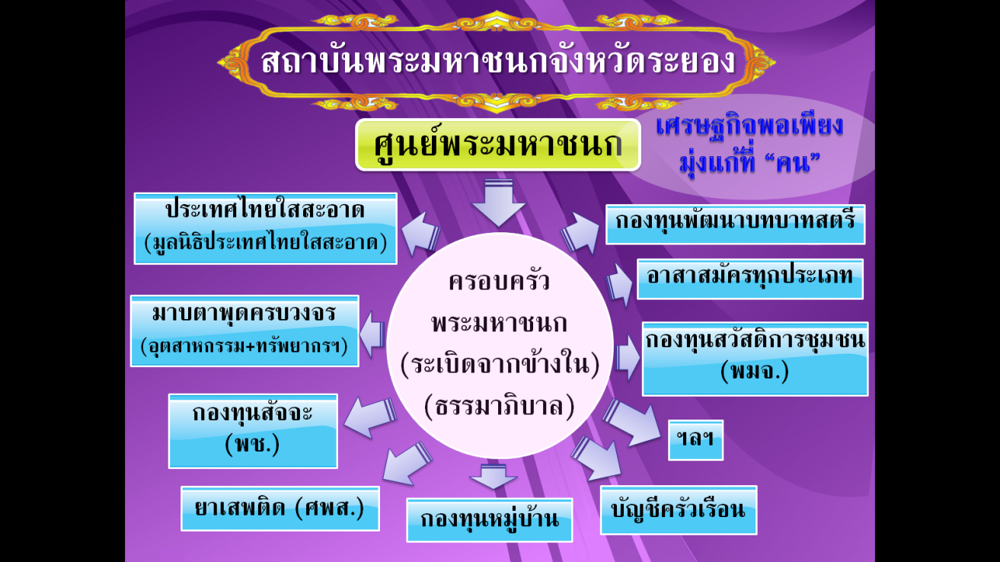 สถาบันพระมหาชนกจังหวัดระยอง
ศูนย์พระมหาชนก
เศรษฐกิจพอเพียง
มุ่งแก้ที่ “คน”
ประเทศไทยใสสะอาด
(มูลนิธิประเทศไทยใสสะอาด)
มาบตาพุดครบวงจร
(อุตสาหกรรม+ทรัพยากรฯ)
กองทุนสัจจะ
(พช.)
ยาเสพติด (ศพส.)
ครอบครัว
พระมหาชนก
(ระเบิดจากข้างใน)
(ธรรมาภิบาล)
กองทุนหมู่บ้าน
กองทุนพัฒนาบทบาทสตรี
อาสาสมัครทุกประเภท
กองทุนสวัสดิการชุมชน
(พมจ.)
ฯลฯ
บัญชีครัวเรือน